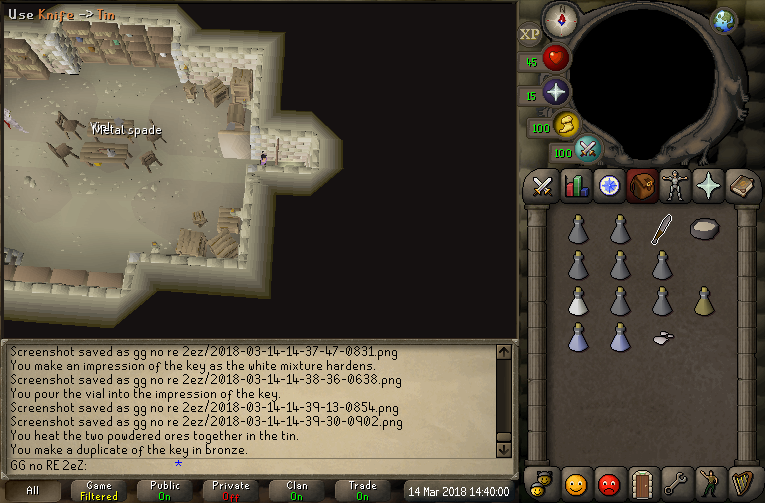 Use Knife -> Tin
XP
45
15
100
100
Metal spade
Screenshot saved as gg no re 2ez/2018-03-14-14-37-47-0831.png
You make an impression of the key as the white mixture hardens.
Screenshot saved as gg no re 2ez/2018-03-14-14-38-36-0638.png
You pour the vial into the impression of the key.
Screenshot saved as gg no re 2ez/2018-03-14-14-39-13-0854.png
Screenshot saved as gg no re 2ez/2018-03-14-14-39-30-0902.png
You heat the two powdered ores together in the tin.
You make a duplicate of the key in bronze.
GG no RE 2eZ: *
All
Game
Filtered
Public
On
Private
Off
Clan
On
Trade
On
14 Mar 2018 14:40:00